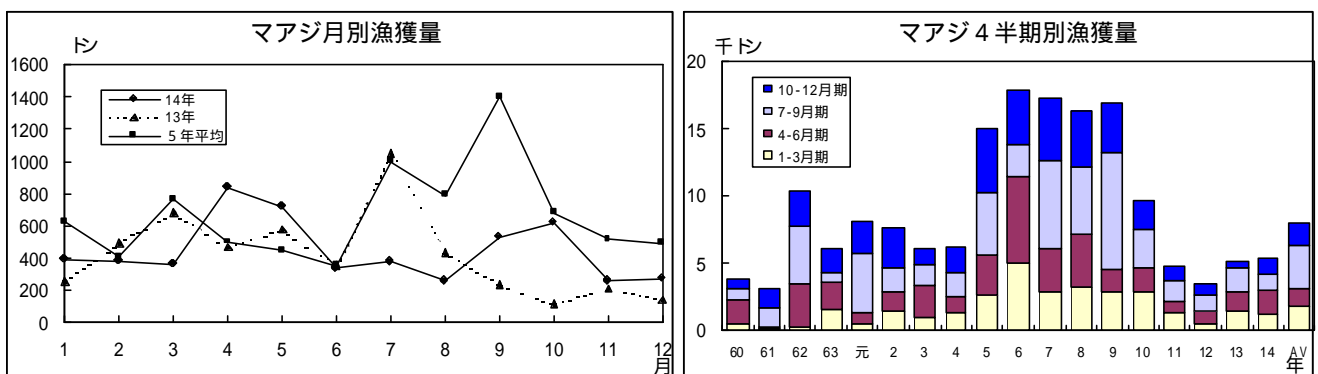 マアジ月別漁獲量
トン
1600
1400
1200
1000
800
600
400
200
0
14年
13年
５年平均
1 2 3 4 5 6 7 8 9 10 11 12
月
マアジ４半期別漁獲量
千トン
20
15
10
5
0
10-12月期
7-9月期
4-6月期
1-3月期
60 61 62 63 元 2 3 4 5 6 7 8 9 10 11 12 13 14 AV
年